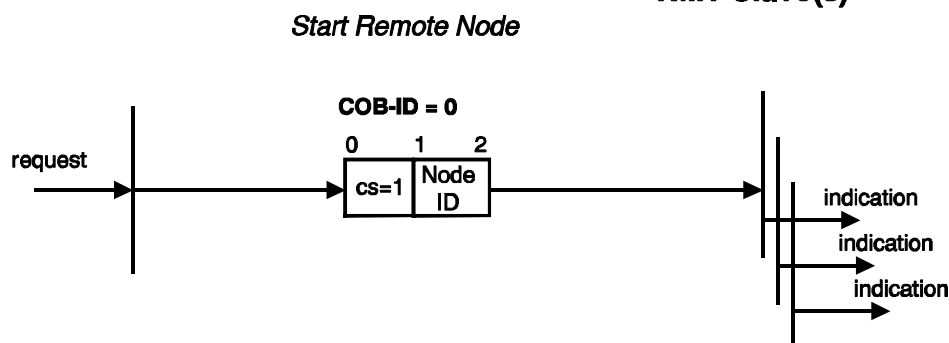 Start Remote Node
COB-ID = 0
0 1 2
request
cs=1
Node
ID
indication
indication
indication